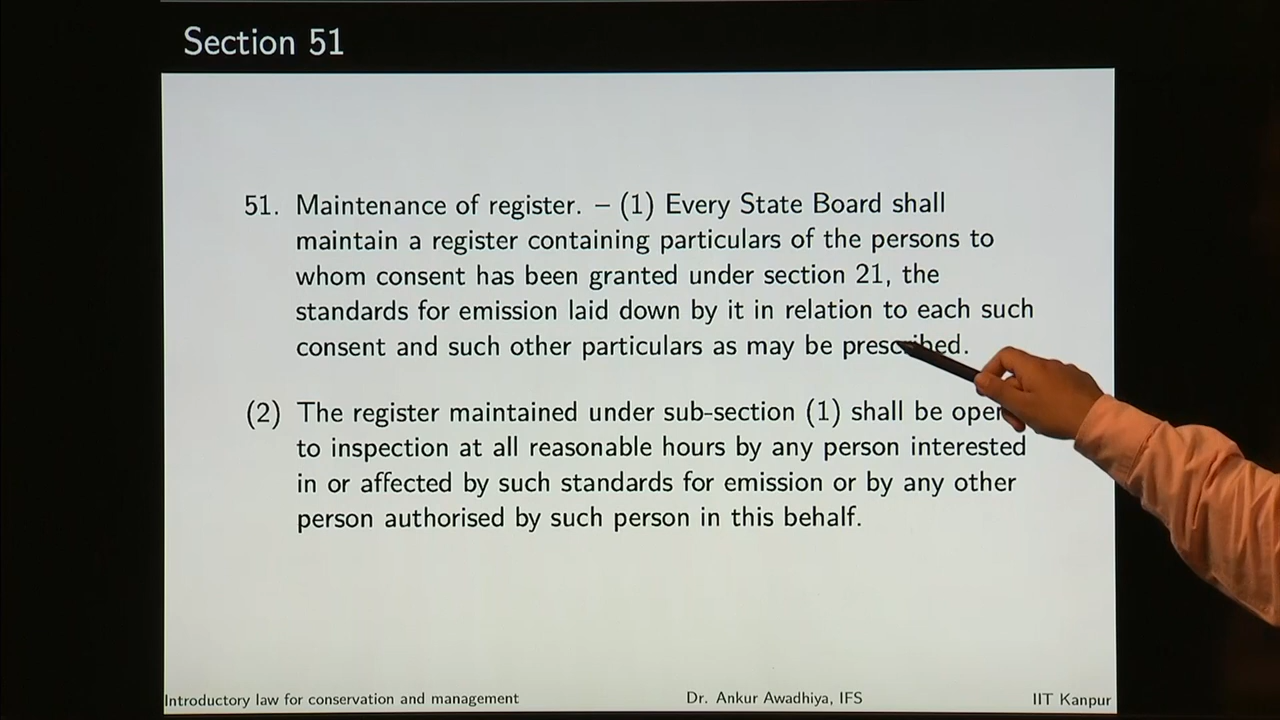 Section 51
51. Maintenance of register. – (1) Every State Board shall
maintain a register containing particulars of the persons to
whom consent has been granted under section 21, the
standards for emission laid down by it in relation to each such
consent and such other particulars as may be prescribed.
(2) The register maintained under sub-section (1) shall be open
to inspection at all reasonable hours by any person interested
in or affected by such standards for emission or by any other
person authorised by such person in this behalf.
Introductory law for conservation and management Dr. Ankur Awadhiya, IFS IIT Kanpur